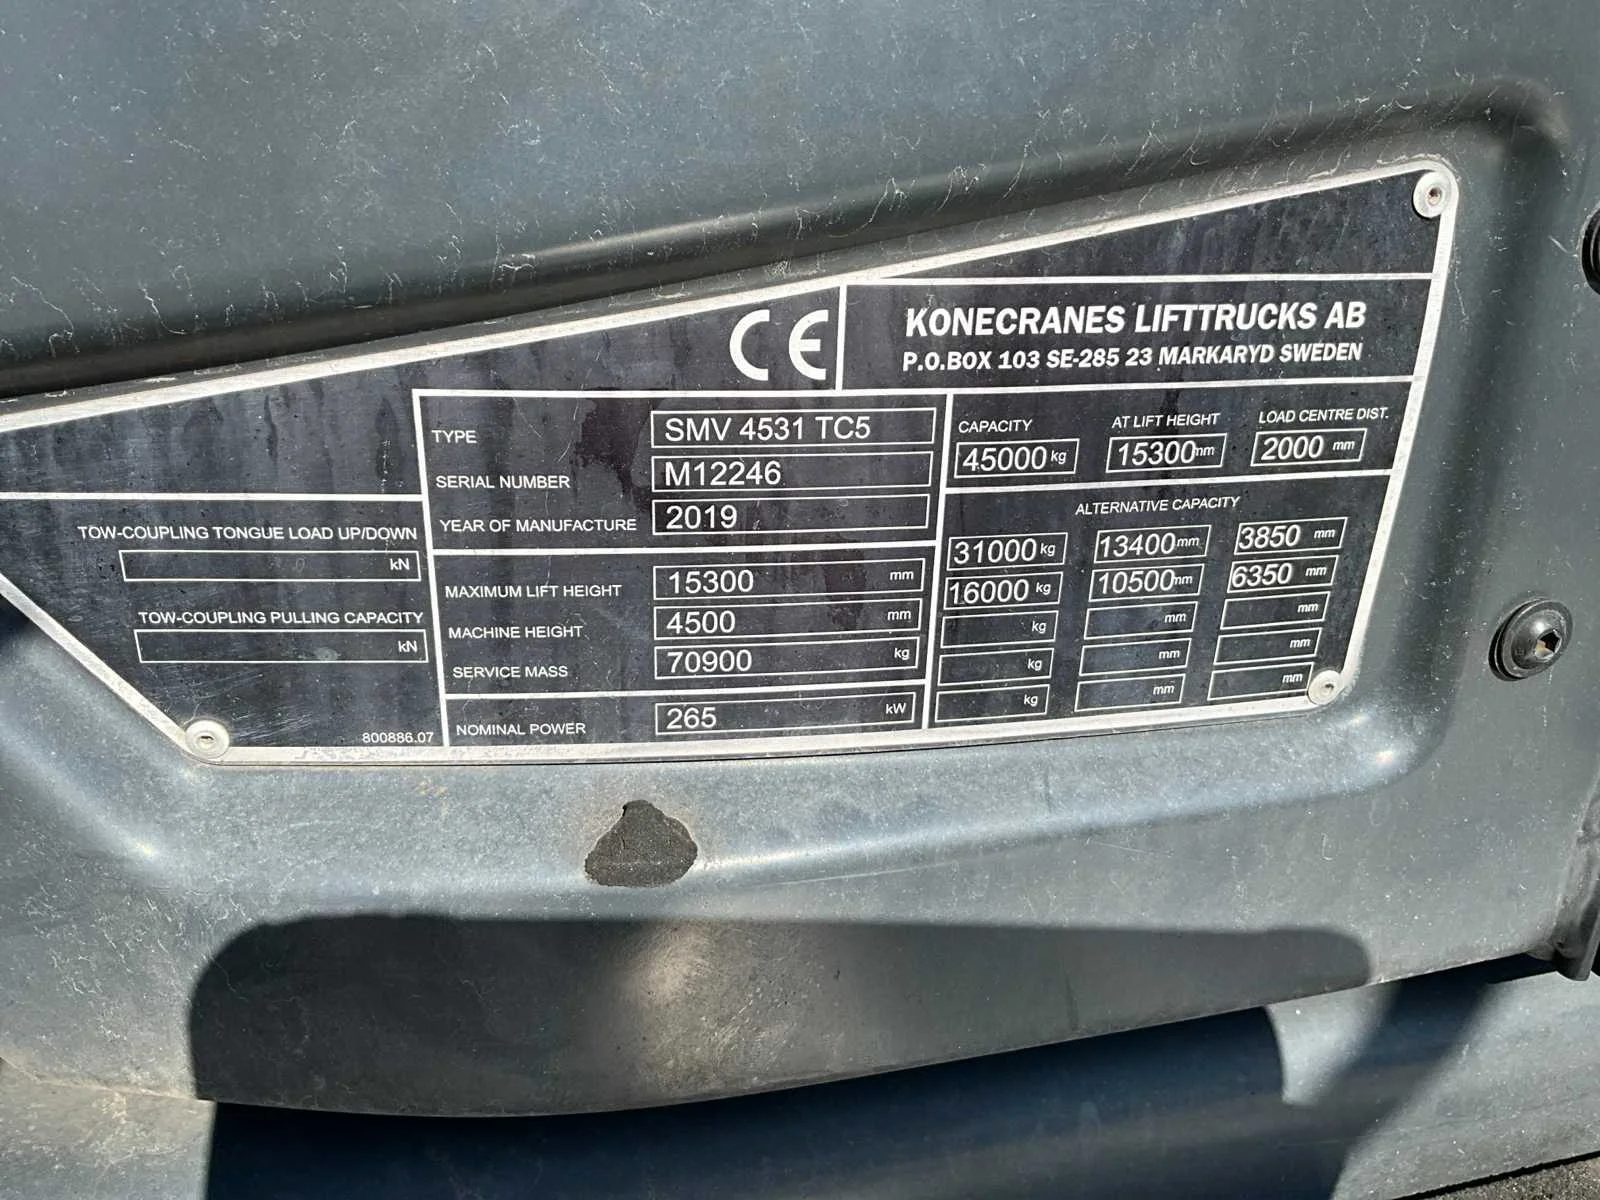 CE
KONECRANES LIFTTRUCKS AB
P.O.BOX 103 SE-285 23 MARKARYD SWEDEN
TYPE SMV 4531 TC5
SERIAL NUMBER M12246
YEAR OF MANUFACTURE 2019
MAXIMUM LIFT HEIGHT 15300 mm
MACHINE HEIGHT 4500 mm
SERVICE MASS 70900 kg
NOMINAL POWER 265 kW
CAPACITY AT LIFT HEIGHT LOAD CENTRE DIST.
45000 kg 15300 mm 2000 mm
ALTERNATIVE CAPACITY
31000 kg 13400 mm 3850 mm
16000 kg 10500 mm 6350 mm
kg mm mm
kg mm mm
kg mm mm
TOW-COUPLING TONGUE LOAD UP/DOWN
kN
TOW-COUPLING PULLING CAPACITY
kN
800886.07